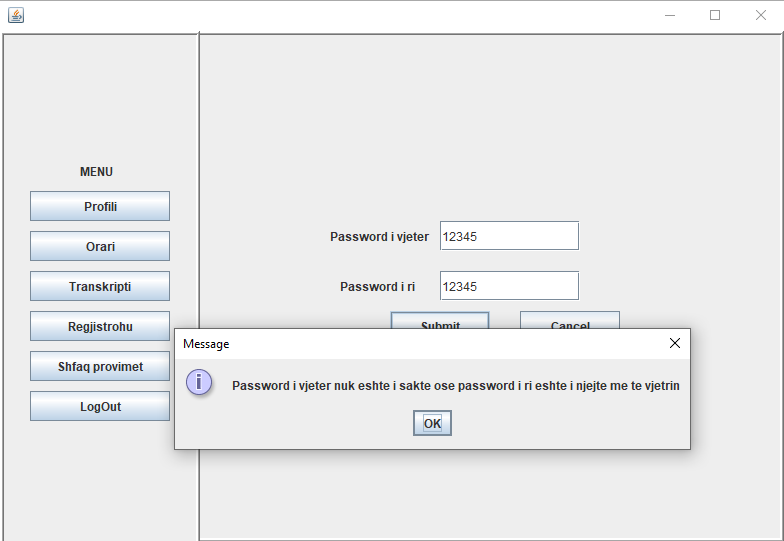 MENU
Profili
Orari
Transkripti
Regjistrohu
Shfaq provimet
LogOut
Password i vjeter 12345
Password i ri 12345
Submit Cancel
Message
Password i vjeter nuk eshte i sakte ose password i ri eshte i njejte me te vjetrin
OK